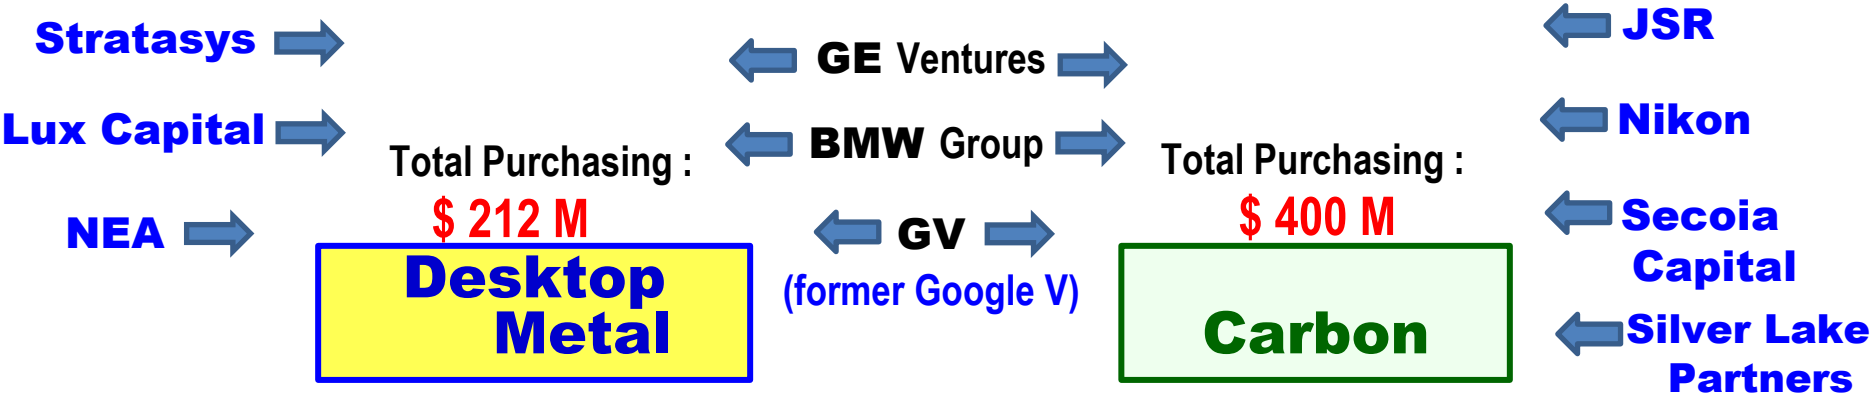 Stratasys
Lux Capital
NEA
Total Purchasing :
$ 212 M
Desktop
Metal
GE Ventures
BMW Group
GV
(former Google V)
Total Purchasing :
$ 400 M
Carbon
JSR
Nikon
Secoia
Capital
Silver Lake
Partners